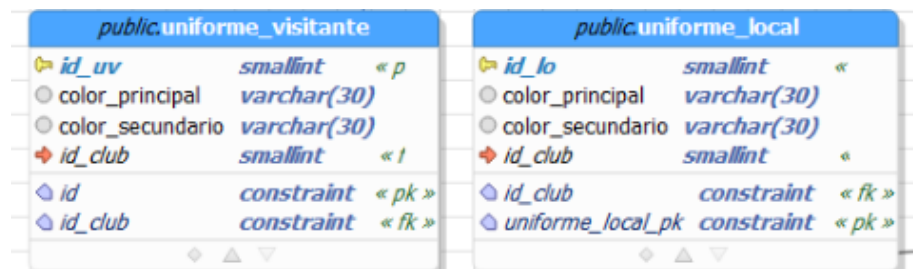 public.uniforme_visitante
id_uv smallint « p
color_principal varchar(30)
color_secundario varchar(30)
id_club smallint «
id constraint « pk »
id_club constraint « fk »
public.uniforme_local
id_lo smallint «
color_principal varchar(30)
color_secundario varchar(30)
id_club smallint «
id_club constraint « fk »
uniforme_local_pk constraint « pk »